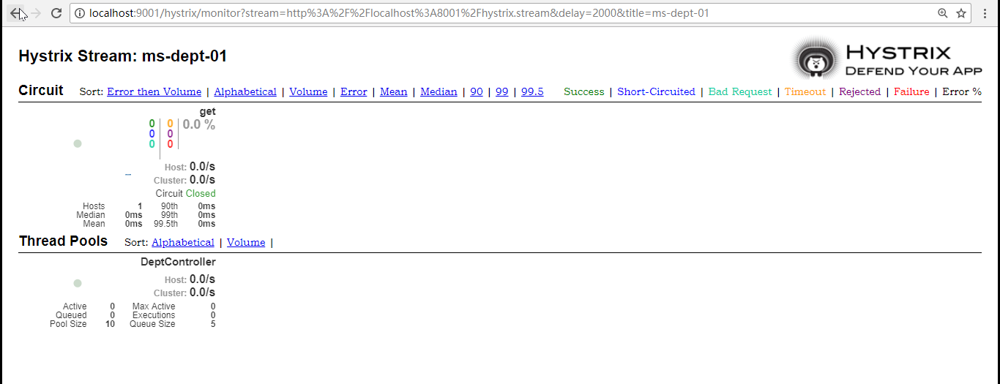 localhost:9001/hystrix/monitor?stream=http%3A%2F%2Flocalhost%3A8001%2Fhystrix.stream&delay=2000&title=ms-dept-01
Hystrix Stream: ms-dept-01
HYSTRIX
DEFEND YOUR APP
Circuit Sort: Error then Volume | Alphabetical | Volume | Error | Mean | Median | 90 | 99 | 99.5 Success | Short-Circuited | Bad Request | Timeout | Rejected | Failure | Error %
get
0 0 0.0 %
0 0
0 0
Host: 0.0/s
Cluster: 0.0/s
Circuit Closed
Hosts 1 90th 0ms
Median 0ms 99th 0ms
Mean 0ms 99.5th 0ms
Thread Pools Sort: Alphabetical | Volume |
DeptController
Host: 0.0/s
Cluster: 0.0/s
Active 0 Max Active 0
Queued 0 Executions 0
Pool Size 10 Queue Size 5